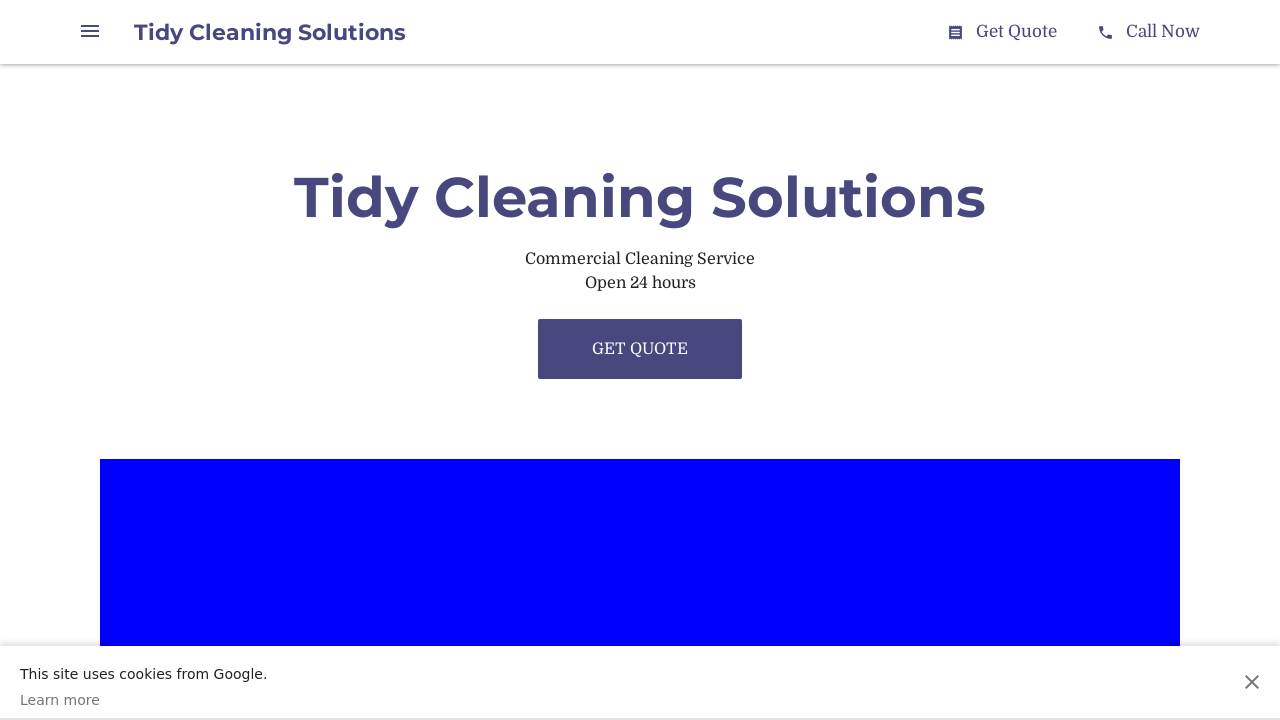 Tidy Cleaning Solutions
Get Quote
Call Now
Tidy Cleaning Solutions
Commercial Cleaning Service
Open 24 hours
GET QUOTE
This site uses cookies from Google.
Learn more